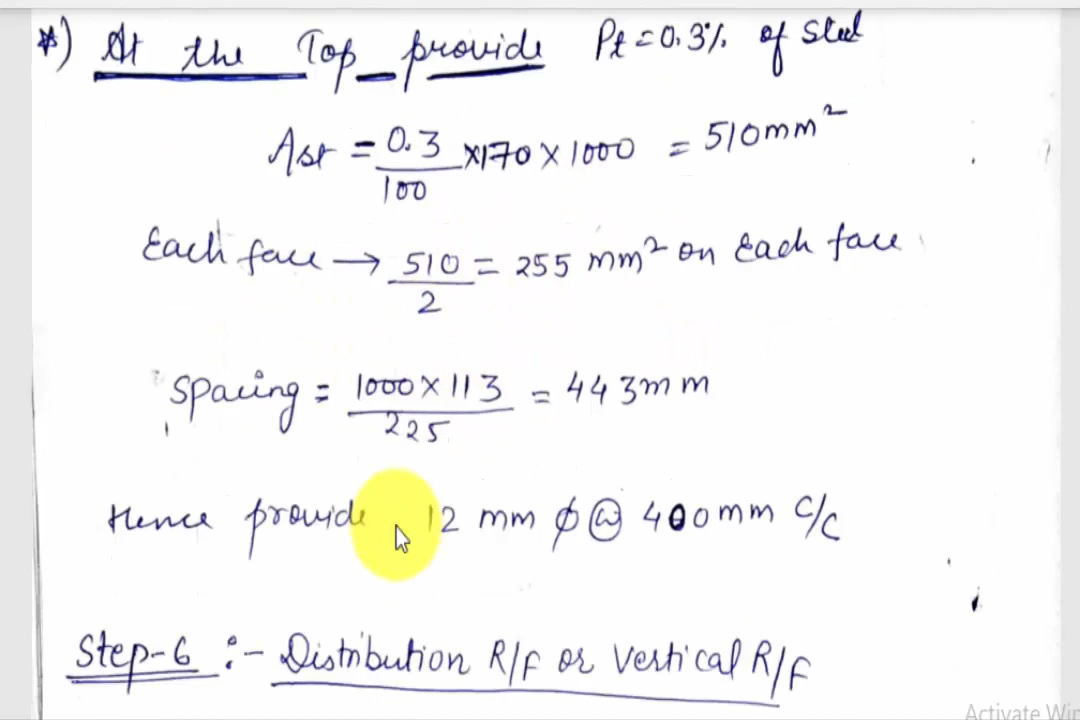 *) At the Top provide Pt = 0.3% of steel
Ast = 0.3/100 × 170 × 1000 = 510 mm²
Each face → 510/2 = 255 mm² on Each face
Spacing = 1000 × 113/225 = 443 mm
Hence provide 12 mm φ @ 400 mm c/c
Step-6 :- Distribution R/F or Vertical R/F
Activate Win